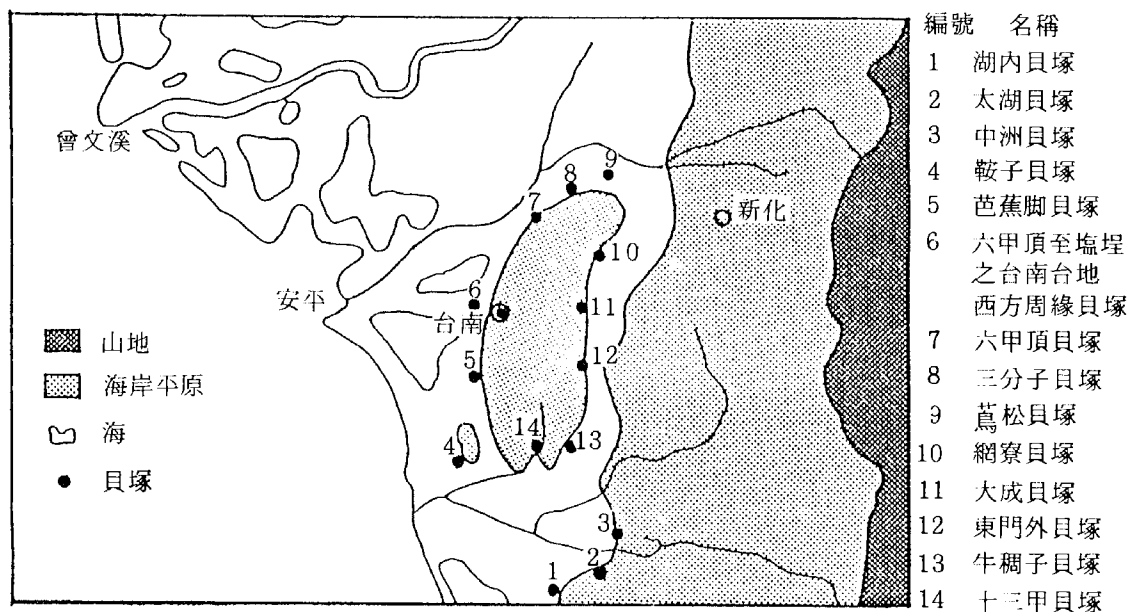 曾文溪
安平
台南
新化
山地
海岸平原
海
貝塚
1
2
3
4
5
6
7
8
9
10
11
12
13
14
編號 名稱
1 湖內貝塚
2 太湖貝塚
3 中洲貝塚
4 鞍子貝塚
5 芭蕉脚貝塚
6 六甲頂至塩埕
之台南台地
西方周緣貝塚
7 六甲頂貝塚
8 三分子貝塚
9 蔦松貝塚
10 網寮貝塚
11 大成貝塚
12 東門外貝塚
13 牛稠子貝塚
14 十三甲貝塚